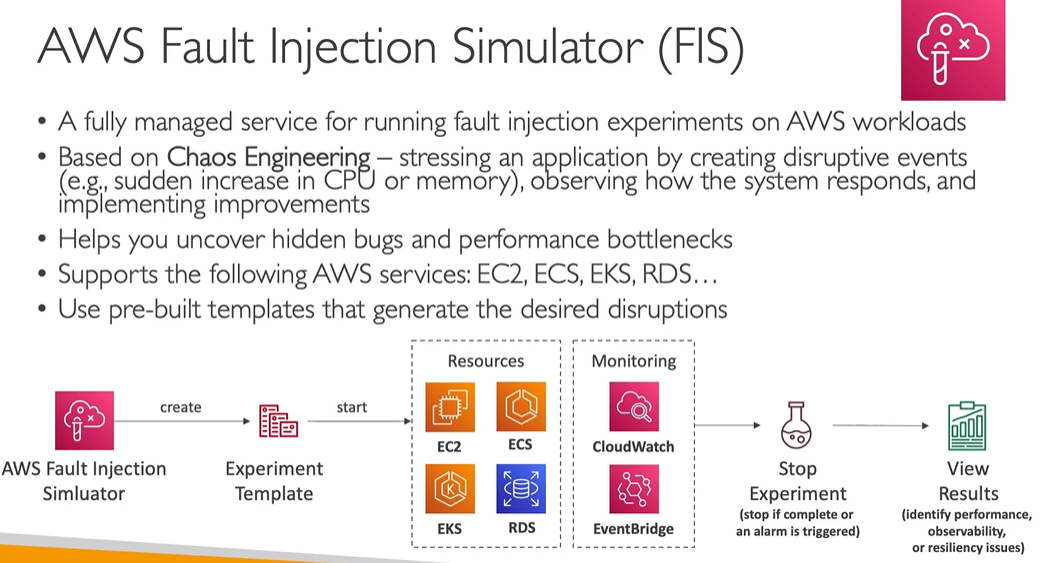 AWS Fault Injection Simulator (FIS)
• A fully managed service for running fault injection experiments on AWS workloads
• Based on Chaos Engineering – stressing an application by creating disruptive events
(e.g., sudden increase in CPU or memory), observing how the system responds, and
implementing improvements
• Helps you uncover hidden bugs and performance bottlenecks
• Supports the following AWS services: EC2, ECS, EKS, RDS…
• Use pre-built templates that generate the desired disruptions
AWS Fault Injection
Simluator
create
Experiment
Template
start
Resources
EC2
ECS
EKS
RDS
Monitoring
CloudWatch
EventBridge
Stop
Experiment
(stop if complete or
an alarm is triggered)
View
Results
(identify performance,
observability,
or resiliency issues)